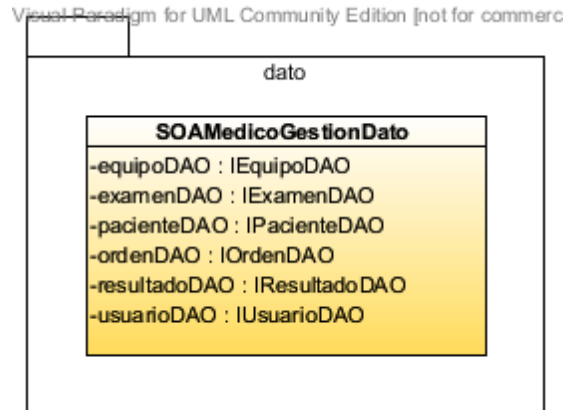 Visual Paradigm for UML Community Edition [not for commerc
dato
SOAMedicoGestionDato
-equipoDAO : IEquipoDAO
-examenDAO : IExamenDAO
-pacienteDAO : IPacienteDAO
-ordenDAO : IOrdenDAO
-resultadoDAO : IResultadoDAO
-usuarioDAO : IUsuarioDAO